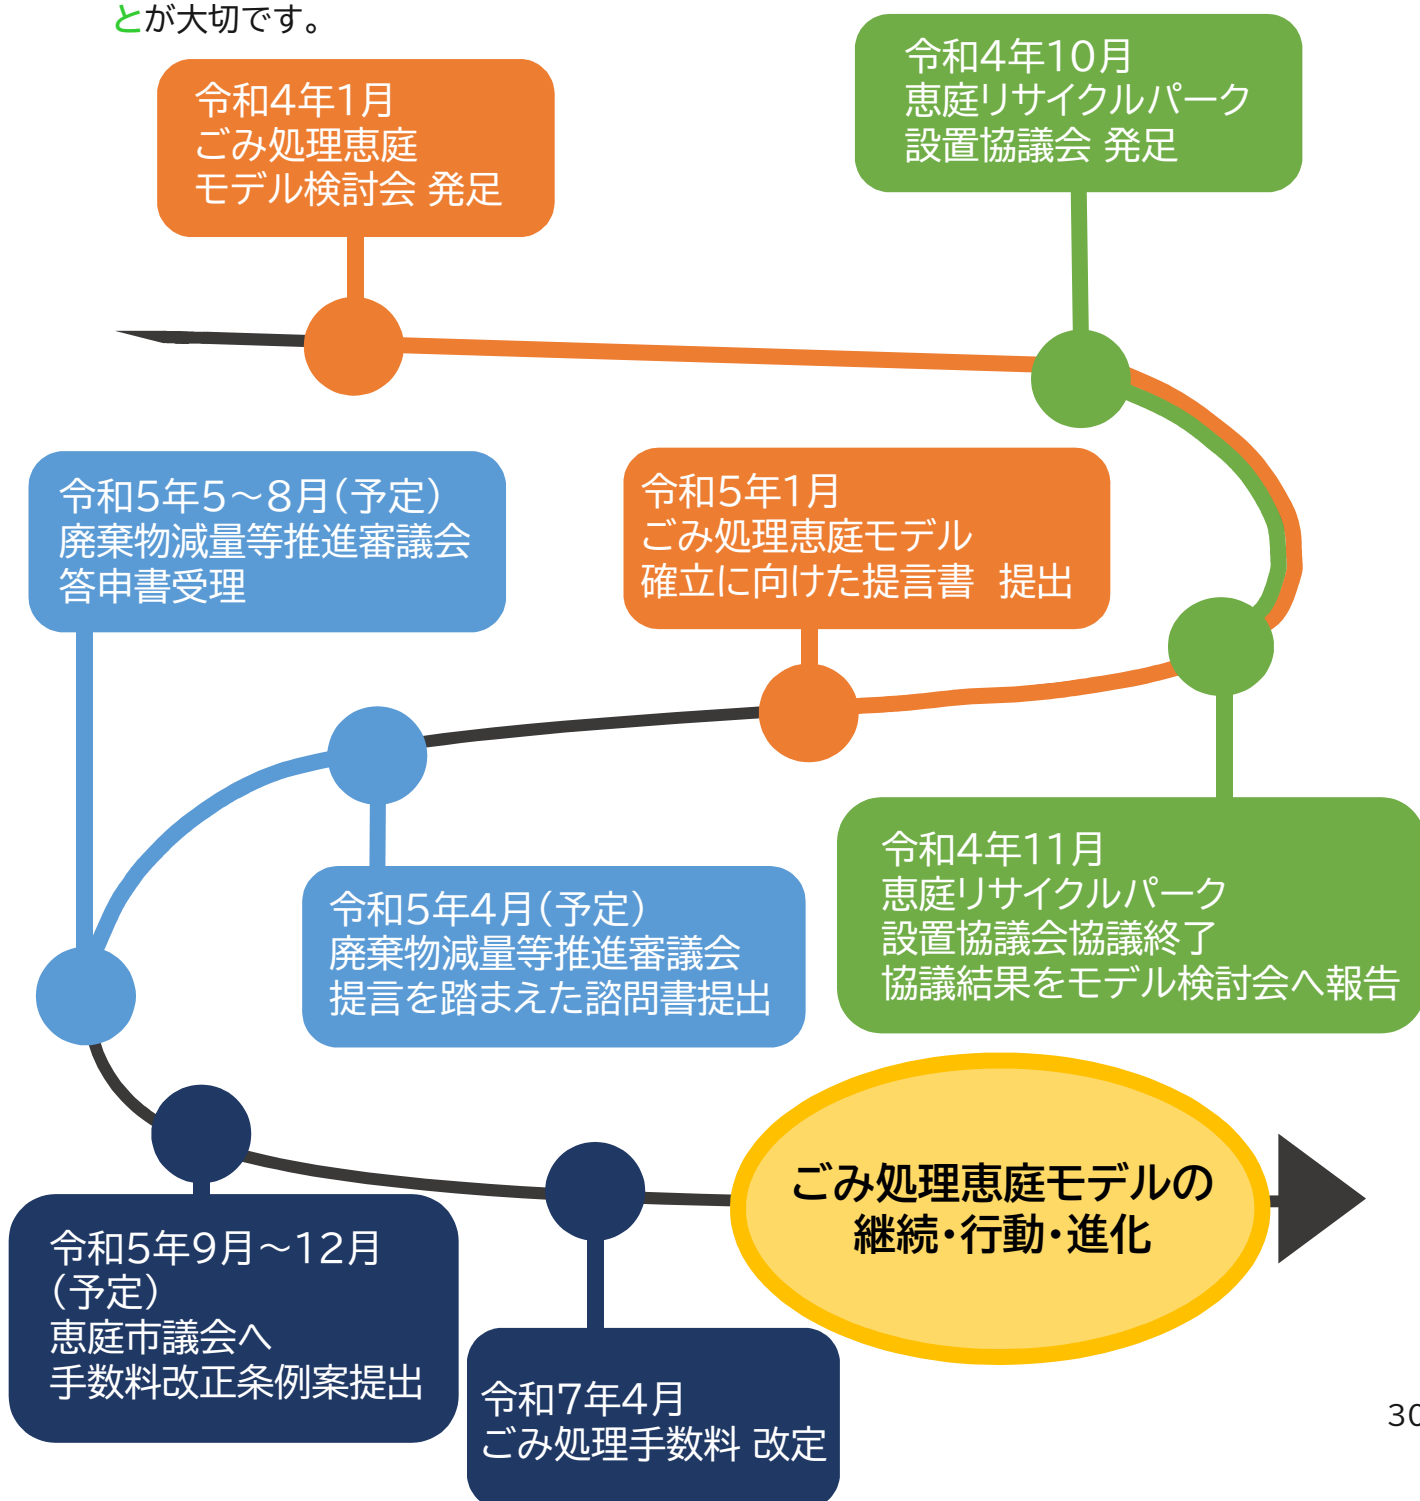 とが大切です。
令和4年1月
ごみ処理恵庭
モデル検討会 発足
令和4年10月
恵庭リサイクルパーク
設置協議会 発足
令和4年11月
恵庭リサイクルパーク
設置協議会協議終了
協議結果をモデル検討会へ報告
令和5年1月
ごみ処理恵庭モデル
確立に向けた提言書　提出
令和5年4月(予定)
廃棄物減量等推進審議会
提言を踏まえた諮問書提出
令和5年5～8月(予定)
廃棄物減量等推進審議会
答申書受理
令和5年9月～12月
(予定)
恵庭市議会へ
手数料改正条例案提出
令和7年4月
ごみ処理手数料 改定
ごみ処理恵庭モデルの
継続・行動・進化
30